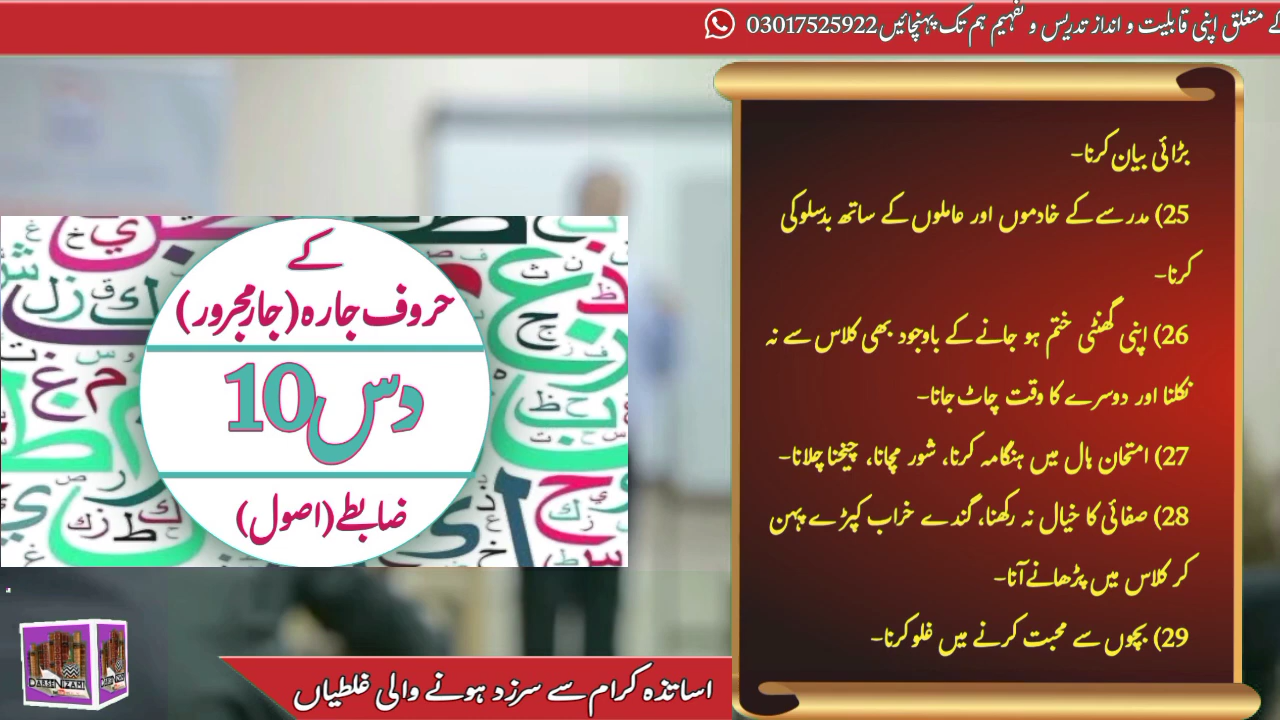 کے متعلق اپنی قابلیت و انداز تدریس و تفہیم ہم تک پہنچائیں 03017525922
بڑائی بیان کرنا۔
25) مدرسے کے خادموں اور عاملوں کے ساتھ بدسلوکی
کرنا۔
26) اپنی گھنٹی ختم ہو جانے کے باوجود بھی کلاس سے نہ
نکلنا اور دوسرے کا وقت چاٹ جانا۔
27) امتحان ہال میں ہنگامہ کرنا، شور مچانا، چیخنا چلانا۔
28) صفائی کا خیال نہ رکھنا، گندے خراب کپڑے پہن
کر کلاس میں پڑھانے آنا۔
29) بچوں سے محبت کرنے میں غلو کرنا۔
کے
حروف جارہ (جار مجرور)
دس 10
ضابطے (اصول)
اساتذہ کرام سے سرزد ہونے والی غلطیاں
DARSE NIZAMI